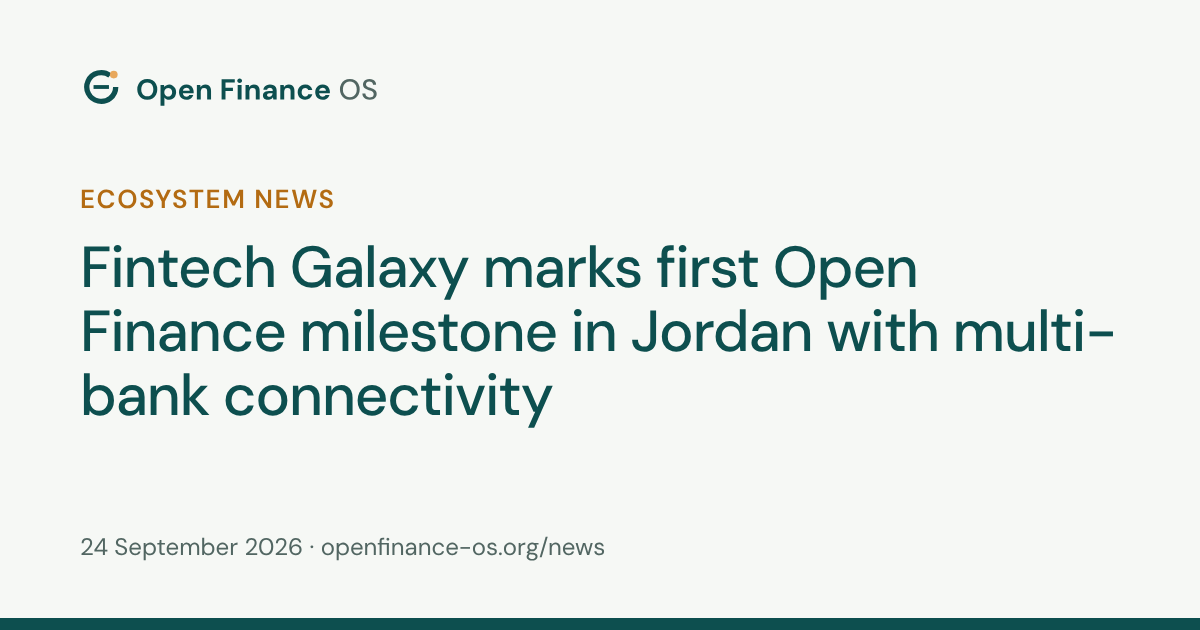 Open Finance OS
ECOSYSTEM NEWS
Fintech Galaxy marks first Open
Finance milestone in Jordan with multi-
bank connectivity
24 September 2026 · openfinance-os.org/news